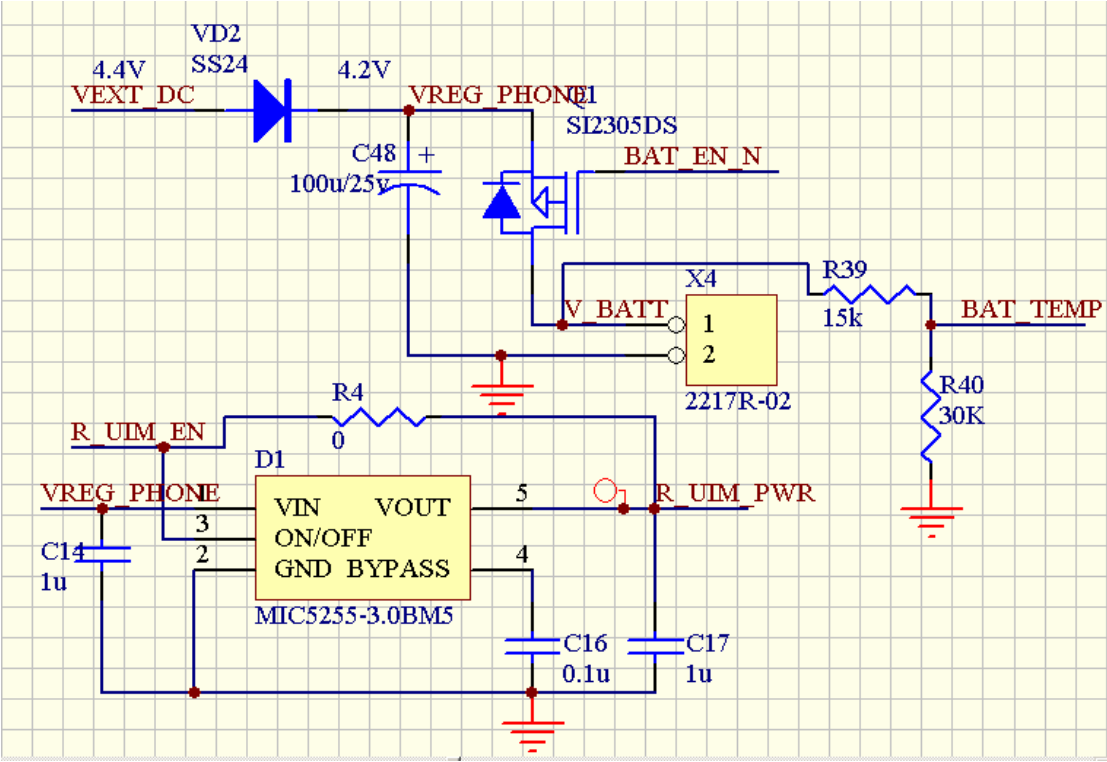 VD2
SS24
4.4V
4.2V
VEXT_DC
VREG_PHONE
Q1
SI2305DS
C48
+
100u/25v
BAT_EN_N
X4
R39
V_BATT
1
15k
BAT_TEMP
2
R4
2217R-02
R40
30K
R_UIM_EN
0
D1
VREG_PHONE
1
VIN
VOUT
5
R_UIM_PWR
3
ON/OFF
C14
1u
2
GND
BYPASS
4
MIC5255-3.0BM5
C16
0.1u
C17
1u